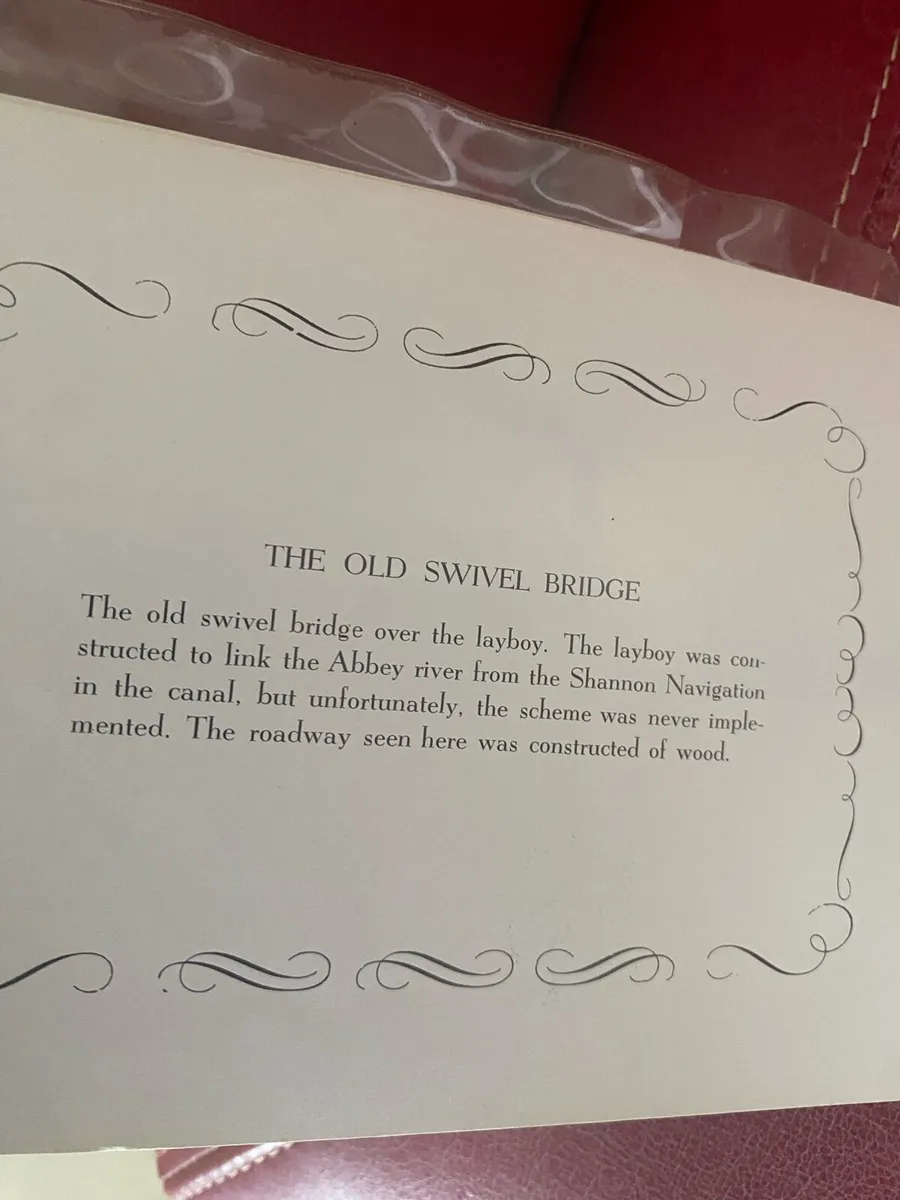 THE OLD SWIVEL BRIDGE
The old swivel bridge over the layboy. The layboy was con-
structed to link the Abbey river from the Shannon Navigation
in the canal, but unfortunately, the scheme was never imple-
mented. The roadway seen here was constructed of wood.